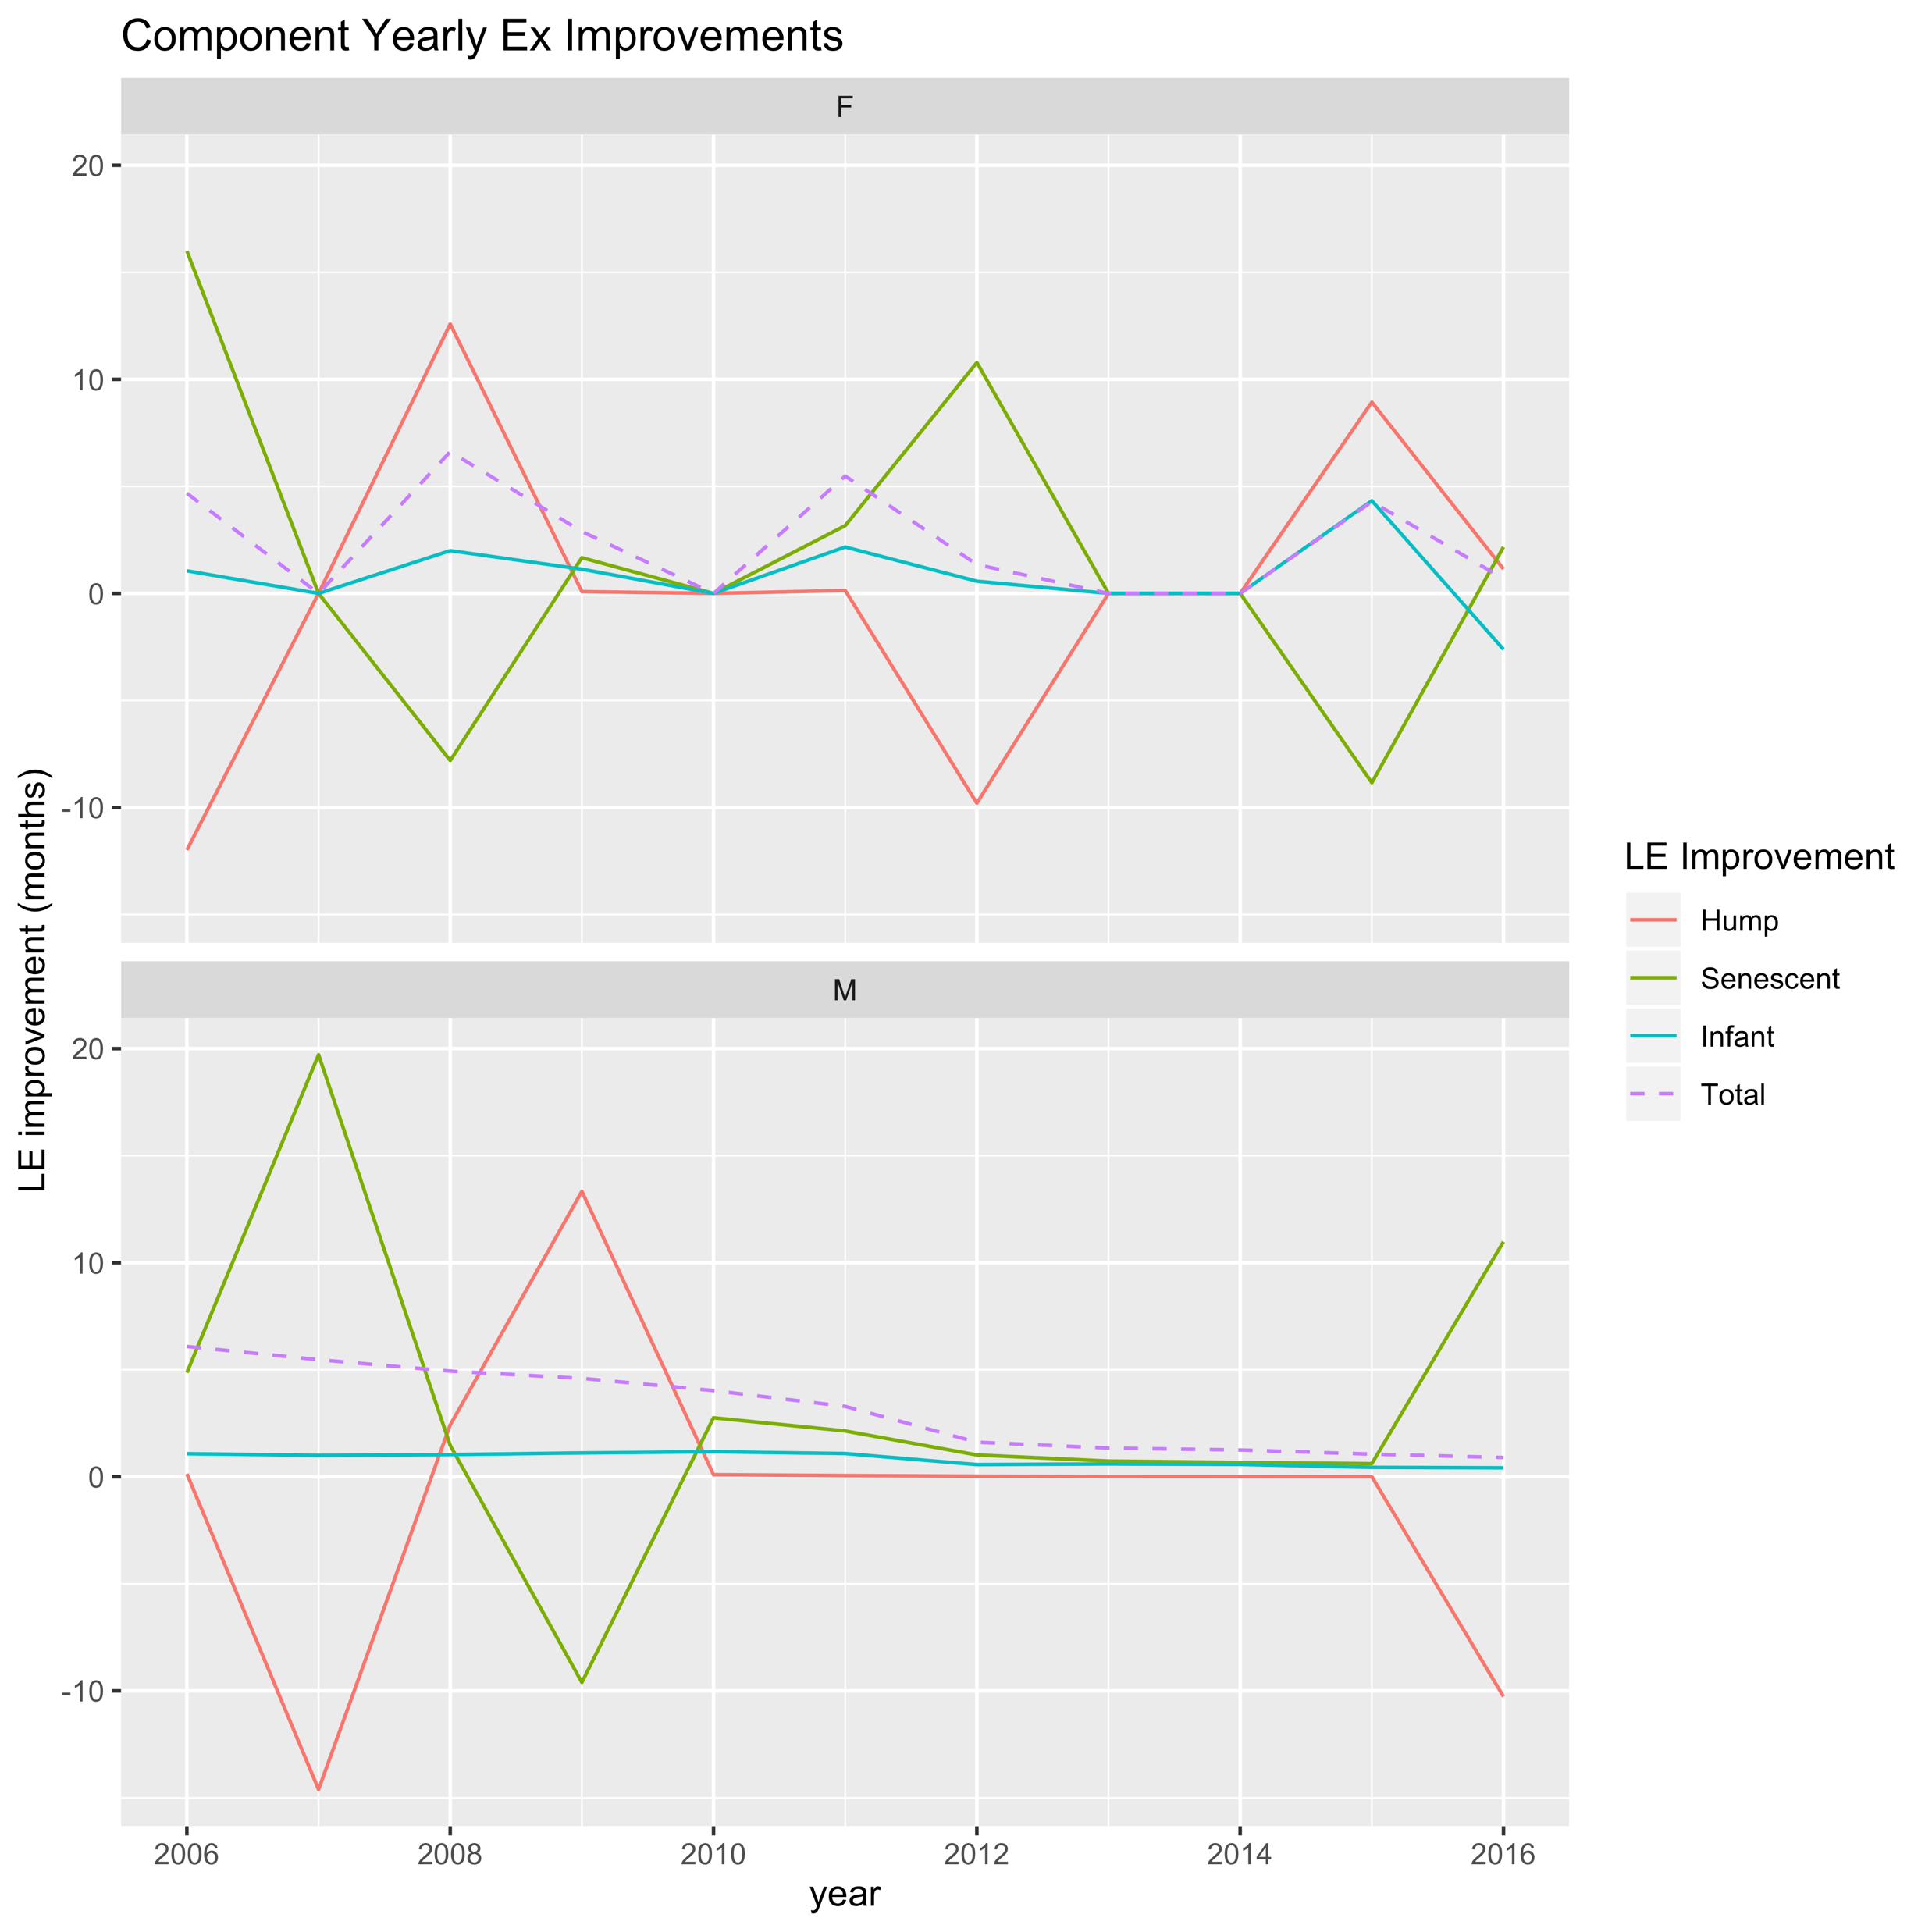 Component Yearly Ex Improvements
F
20
10
0
-10
LE improvement (months)
M
20
10
0
-10
2006 2008 2010 2012 2014 2016
year
LE Improvement
Hump
Senescent
Infant
Total